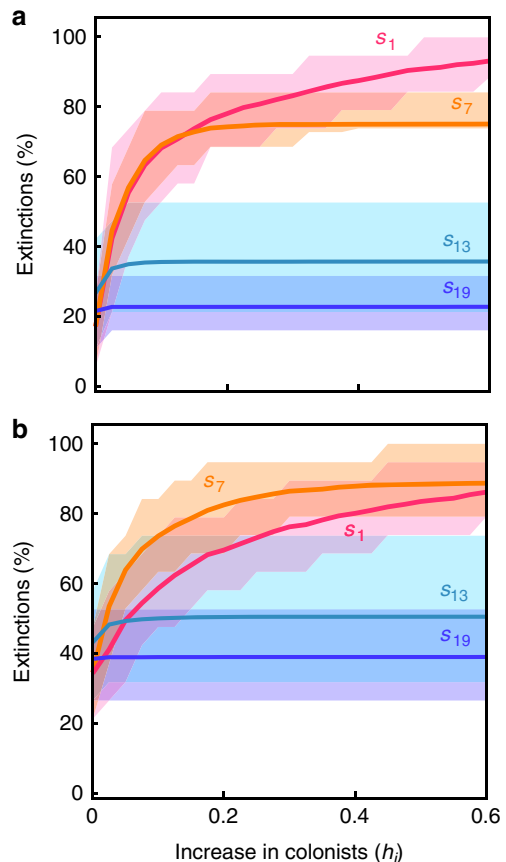 a
100
80
60
40
20
0
Extinctions (%)
s1
s7
s13
s19
b
100
80
60
40
20
0
Extinctions (%)
s7
s1
s13
s19
0 0.2 0.4 0.6
Increase in colonists (hi)